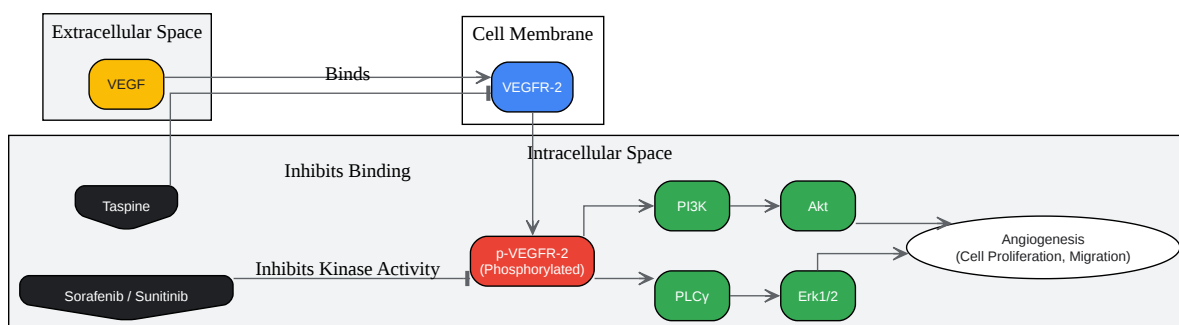 Extracellular Space
Cell Membrane
VEGF
Binds
VEGFR-2
Intracellular Space
Inhibits Binding
Taspine
PI3K
Akt
p-VEGFR-2
(Phosphorylated)
Angiogenesis
(Cell Proliferation, Migration)
Inhibits Kinase Activity
Sorafenib / Sunitinib
PLCγ
Erk1/2